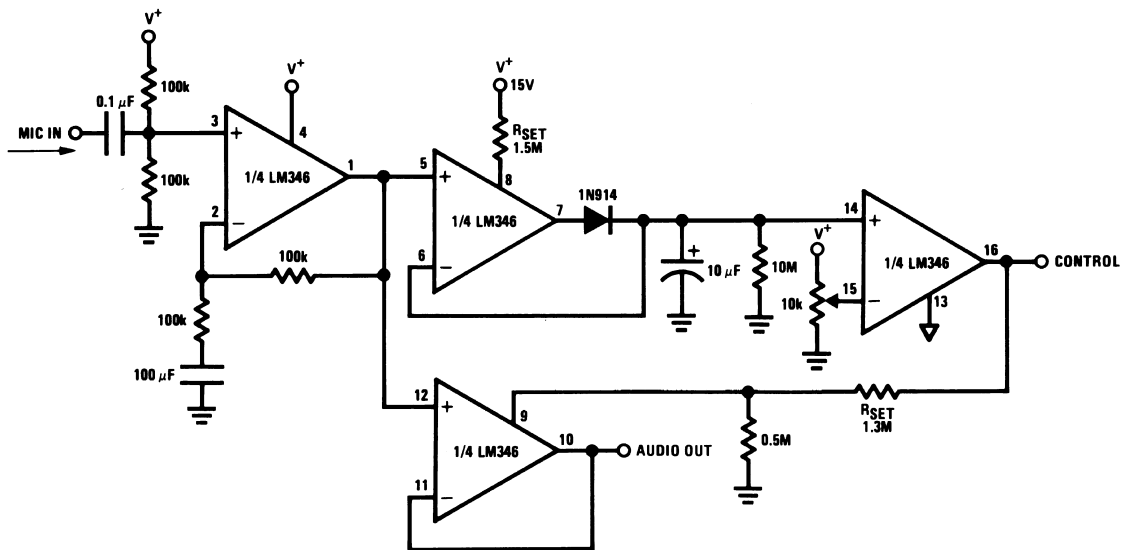 V+
100k
0.1 μF
MIC IN
100k
3
+
V+
4
1/4 LM346
1
2
−
100k
100k
100 μF
V+
15V
RSET
1.5M
8
5
+
1/4 LM346
7
6
−
1N914
+
10 μF
10M
V+
10k
14
+
1/4 LM346
16
15
−
13
CONTROL
12
+
9
1/4 LM346
10
11
−
AUDIO OUT
0.5M
RSET
1.3M